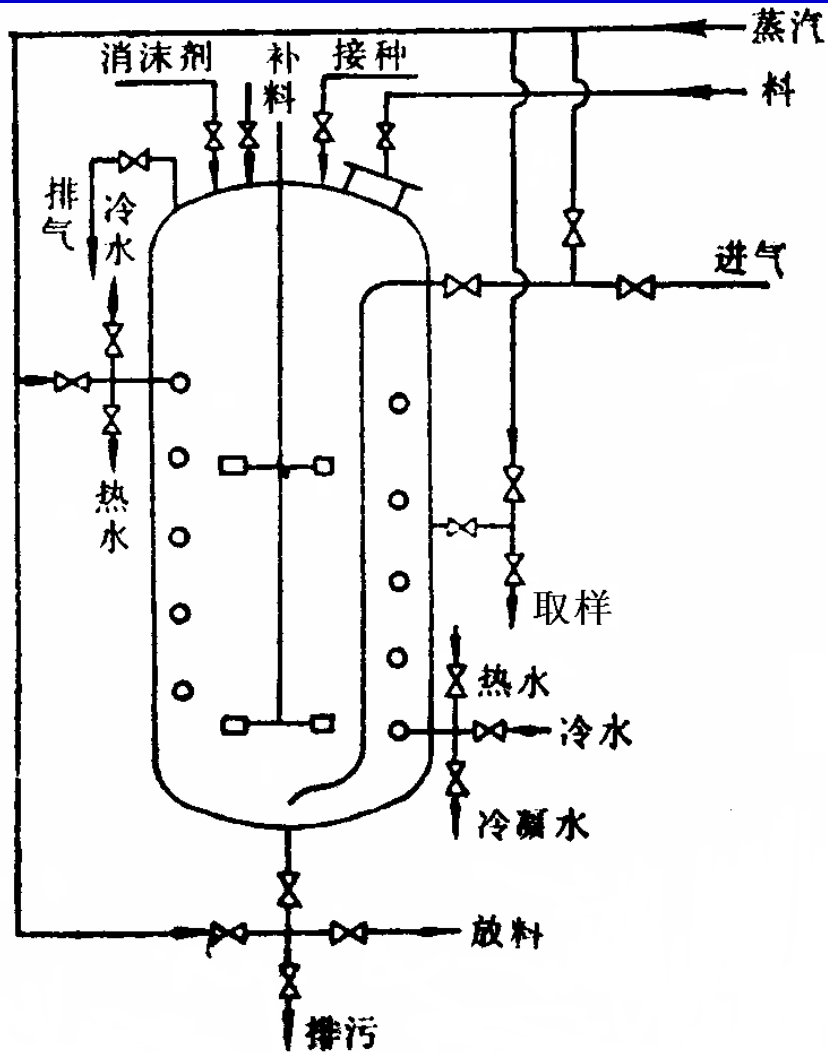 蒸汽
消沫剂
补料
接种
料
排气
冷水
进气
热水
取样
热水
冷水
冷凝水
放料
排污